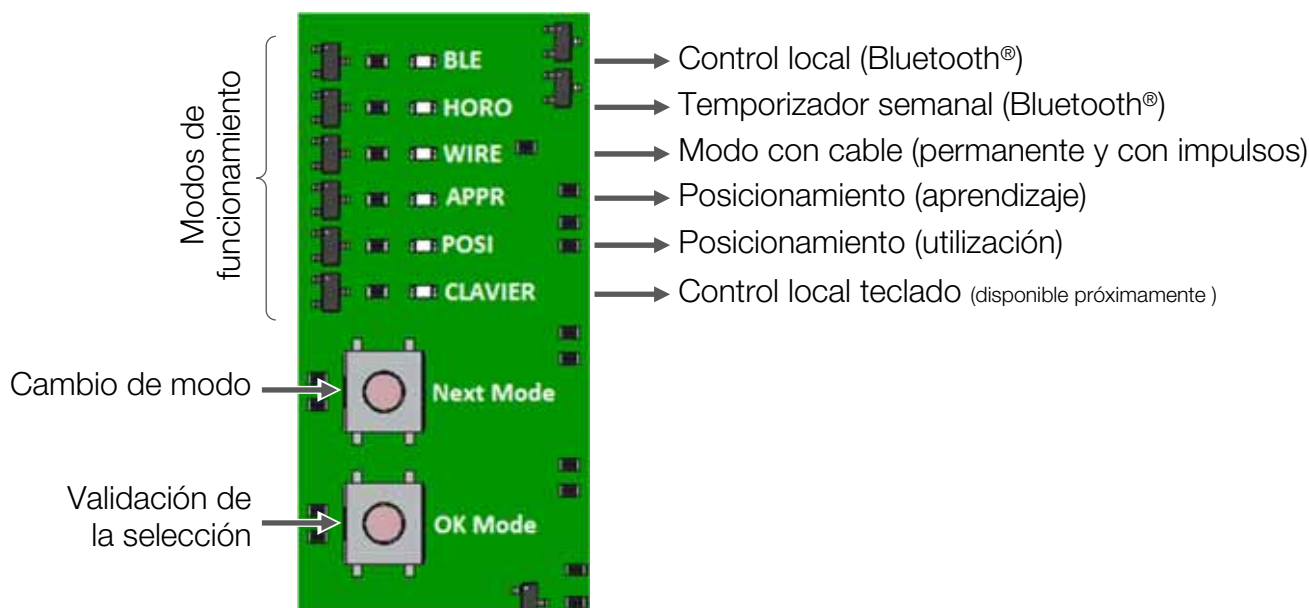 Modos de
funcionamiento
BLE
Control local (Bluetooth®)
HORO
Temporizador semanal (Bluetooth®)
WIRE
Modo con cable (permanente y con impulsos)
APPR
Posicionamiento (aprendizaje)
POSI
Posicionamiento (utilización)
CLAVIER
Control local teclado (disponible próximamente )
Cambio de modo
Next Mode
Validación de
la selección
OK Mode